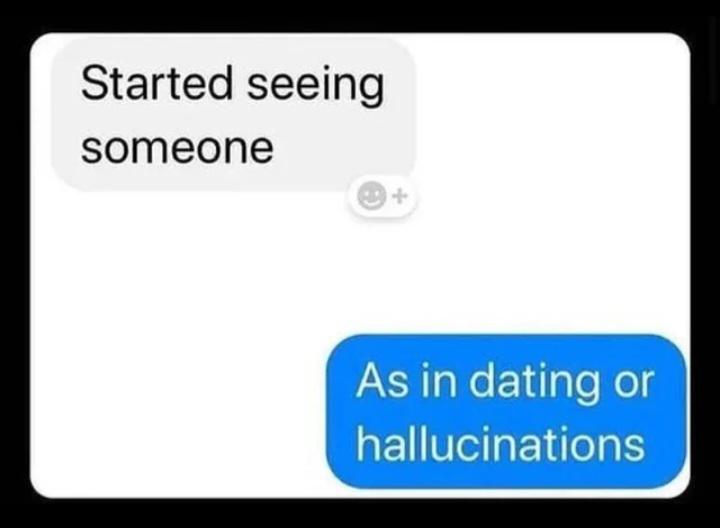 Started seeing
someone
As in dating or
hallucinations